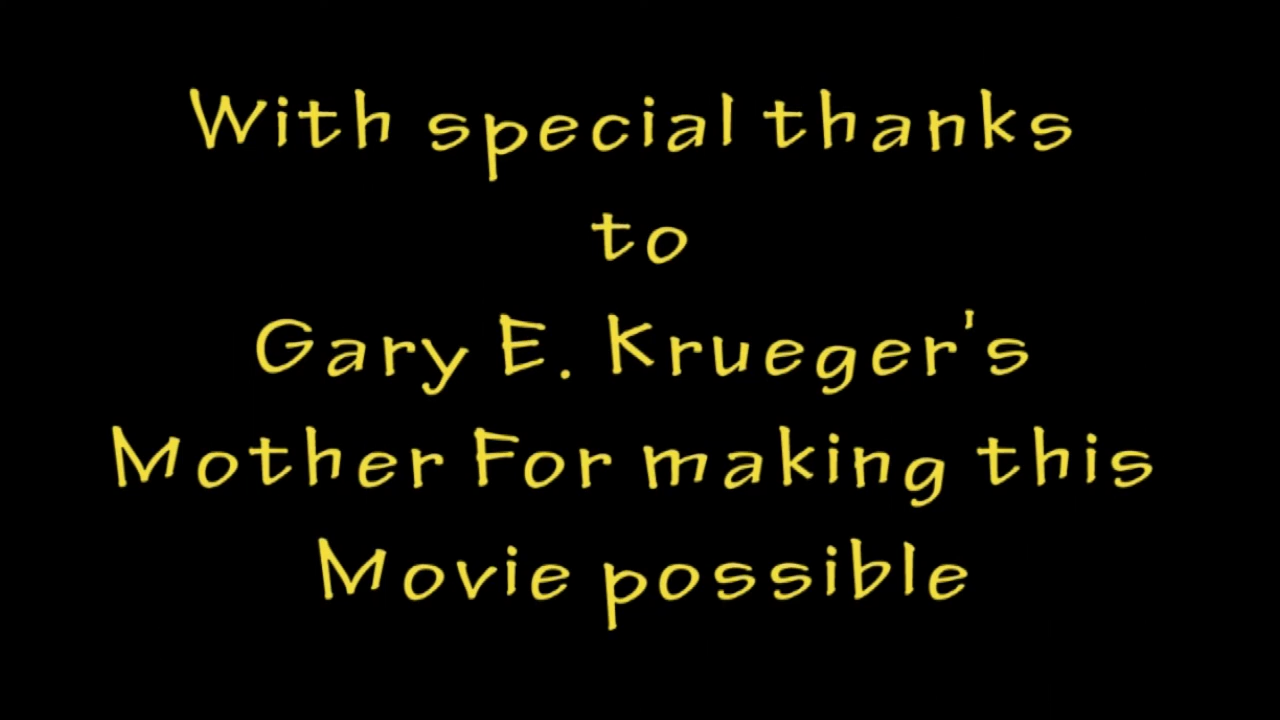 With special thanks
to
Gary E. Krueger's
Mother For making this
Movie possible